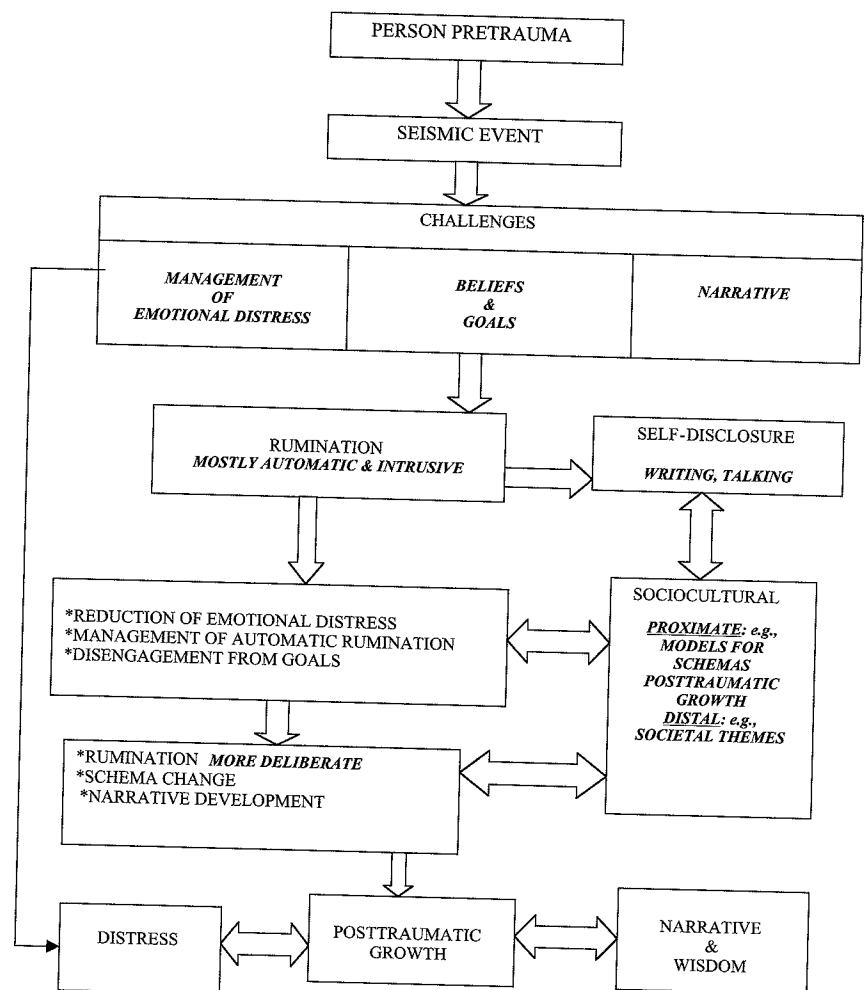 PERSON PRETRAUMA
SEISMIC EVENT
CHALLENGES
MANAGEMENT
OF
EMOTIONAL DISTRESS
BELIEFS
&
GOALS
NARRATIVE
RUMINATION
MOSTLY AUTOMATIC & INTRUSIVE
SELF-DISCLOSURE
WRITING, TALKING
*REDUCTION OF EMOTIONAL DISTRESS
*MANAGEMENT OF AUTOMATIC RUMINATION
*DISENGAGEMENT FROM GOALS
SOCIOCULTURAL
PROXIMATE: e.g.,
MODELS FOR
SCHEMAS
POSTTRAUMATIC
GROWTH
DISTAL: e.g.,
SOCIETAL THEMES
*RUMINATION MORE DELIBERATE
*SCHEMA CHANGE
*NARRATIVE DEVELOPMENT
DISTRESS
POSTTRAUMATIC
GROWTH
NARRATIVE
&
WISDOM